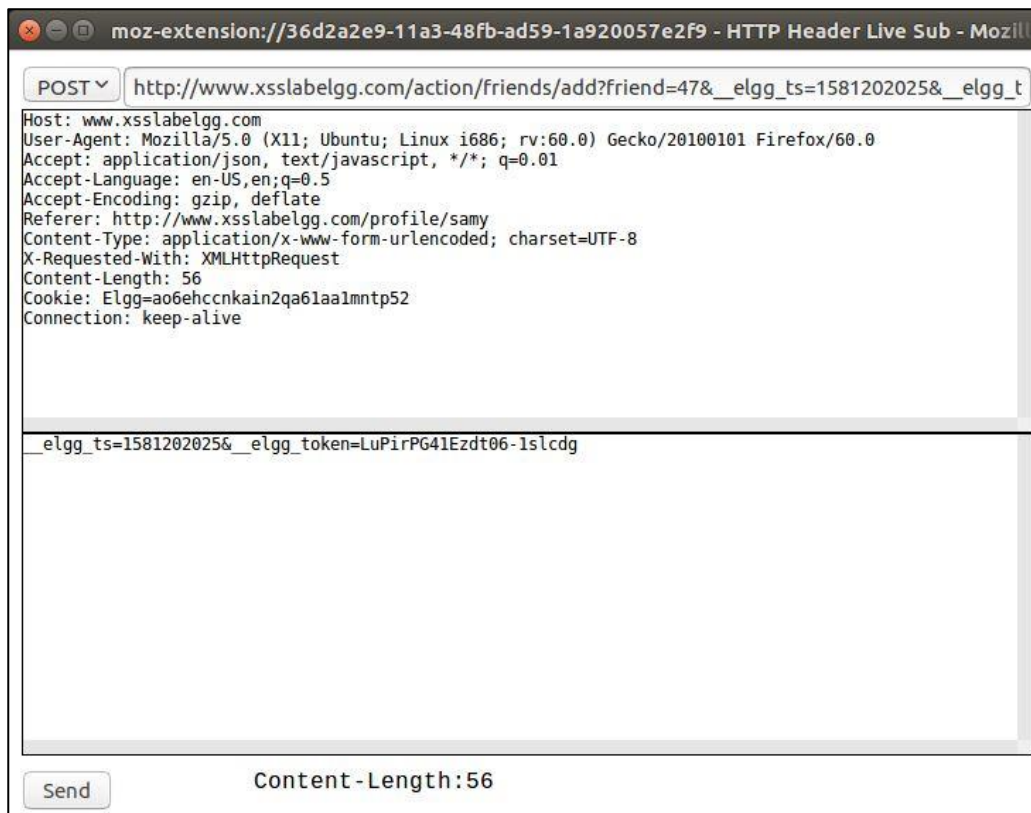 moz-extension://36d2a2e9-11a3-48fb-ad59-1a920057e2f9 - HTTP Header Live Sub - Mozill
POST http://www.xsslabelgg.com/action/friends/add?friend=47&__elgg_ts=1581202025&__elgg_t
Host: www.xsslabelgg.com
User-Agent: Mozilla/5.0 (X11; Ubuntu; Linux i686; rv:60.0) Gecko/20100101 Firefox/60.0
Accept: application/json, text/javascript, */*; q=0.01
Accept-Language: en-US,en;q=0.5
Accept-Encoding: gzip, deflate
Referer: http://www.xsslabelgg.com/profile/samy
Content-Type: application/x-www-form-urlencoded; charset=UTF-8
X-Requested-With: XMLHttpRequest
Content-Length: 56
Cookie: Elgg=ao6ehccnkain2qa61aa1mntp52
Connection: keep-alive
__elgg_ts=1581202025&__elgg_token=LuPirPG41Ezdt06-1slcdg
Send Content-Length:56